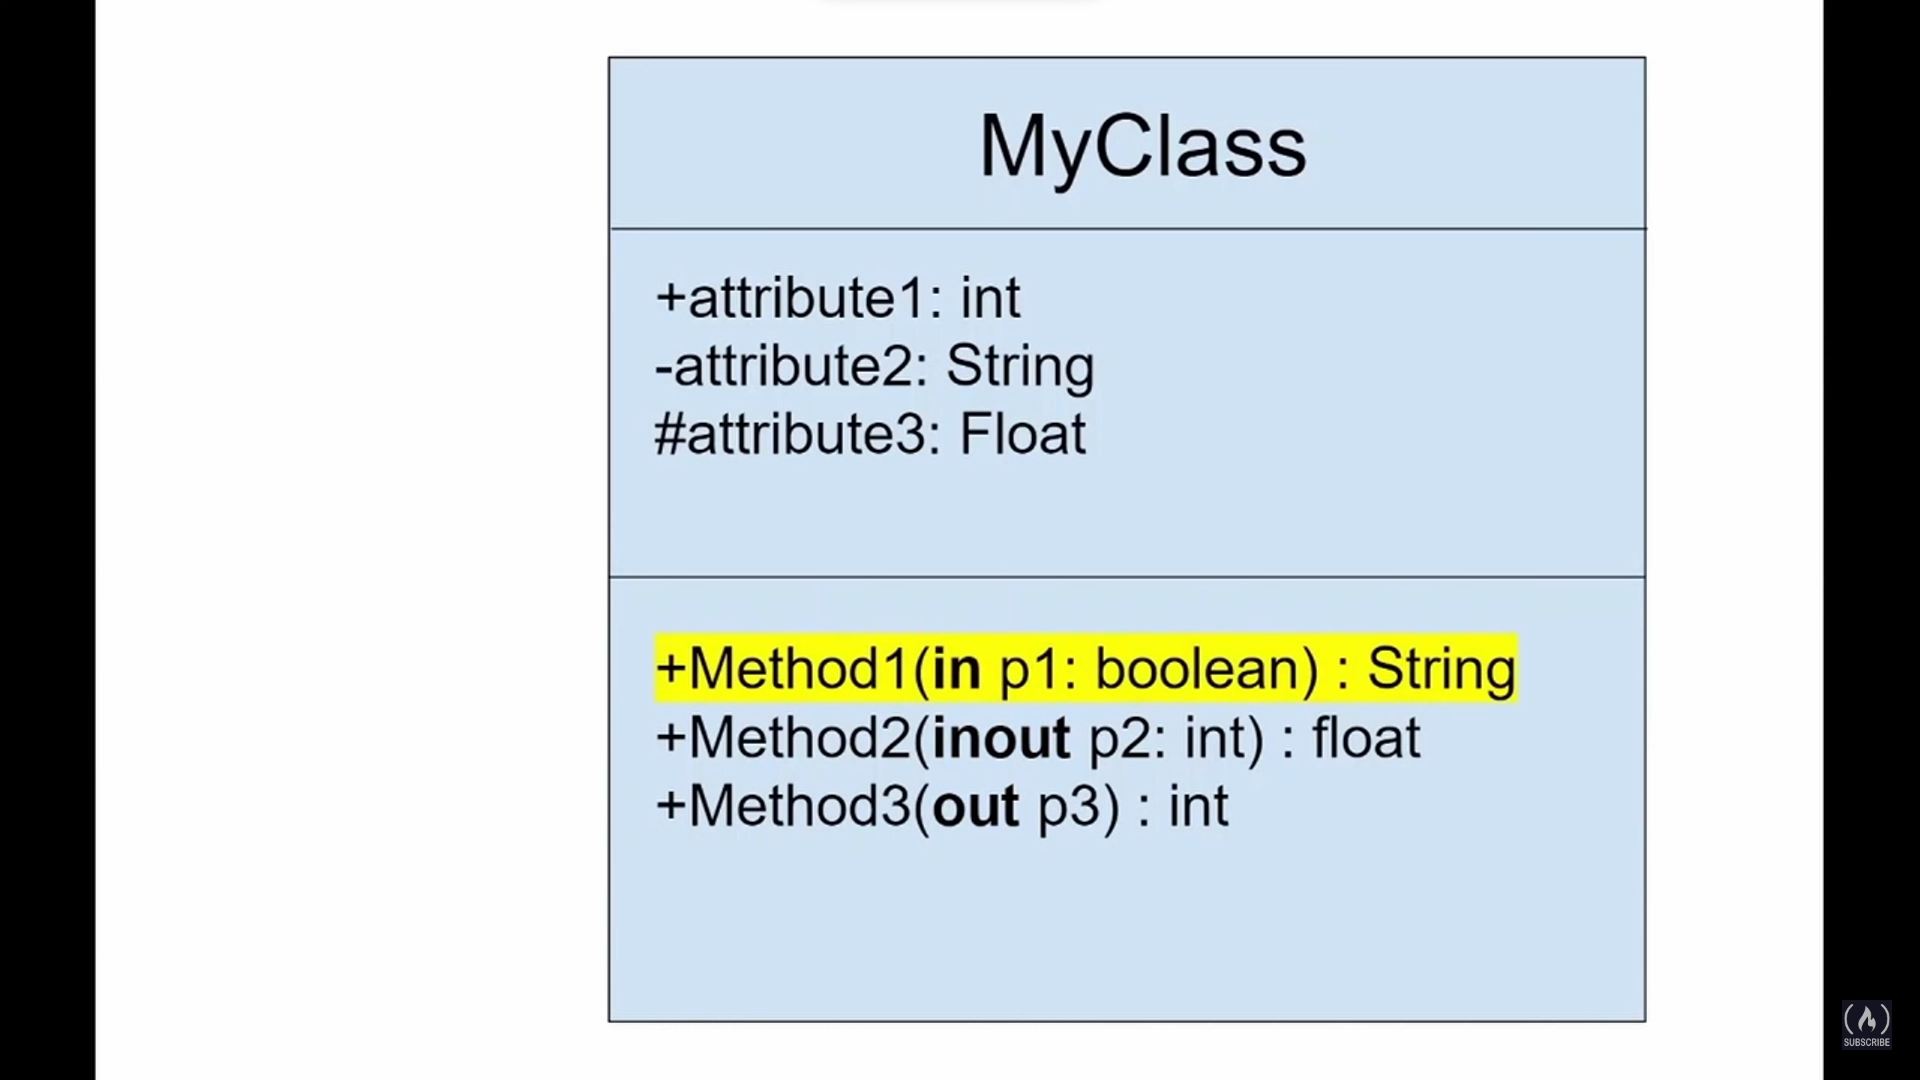 MyClass
+attribute1: int
-attribute2: String
#attribute3: Float
+Method1(in p1: boolean) : String
+Method2(inout p2: int) : float
+Method3(out p3) : int
SUBSCRIBE